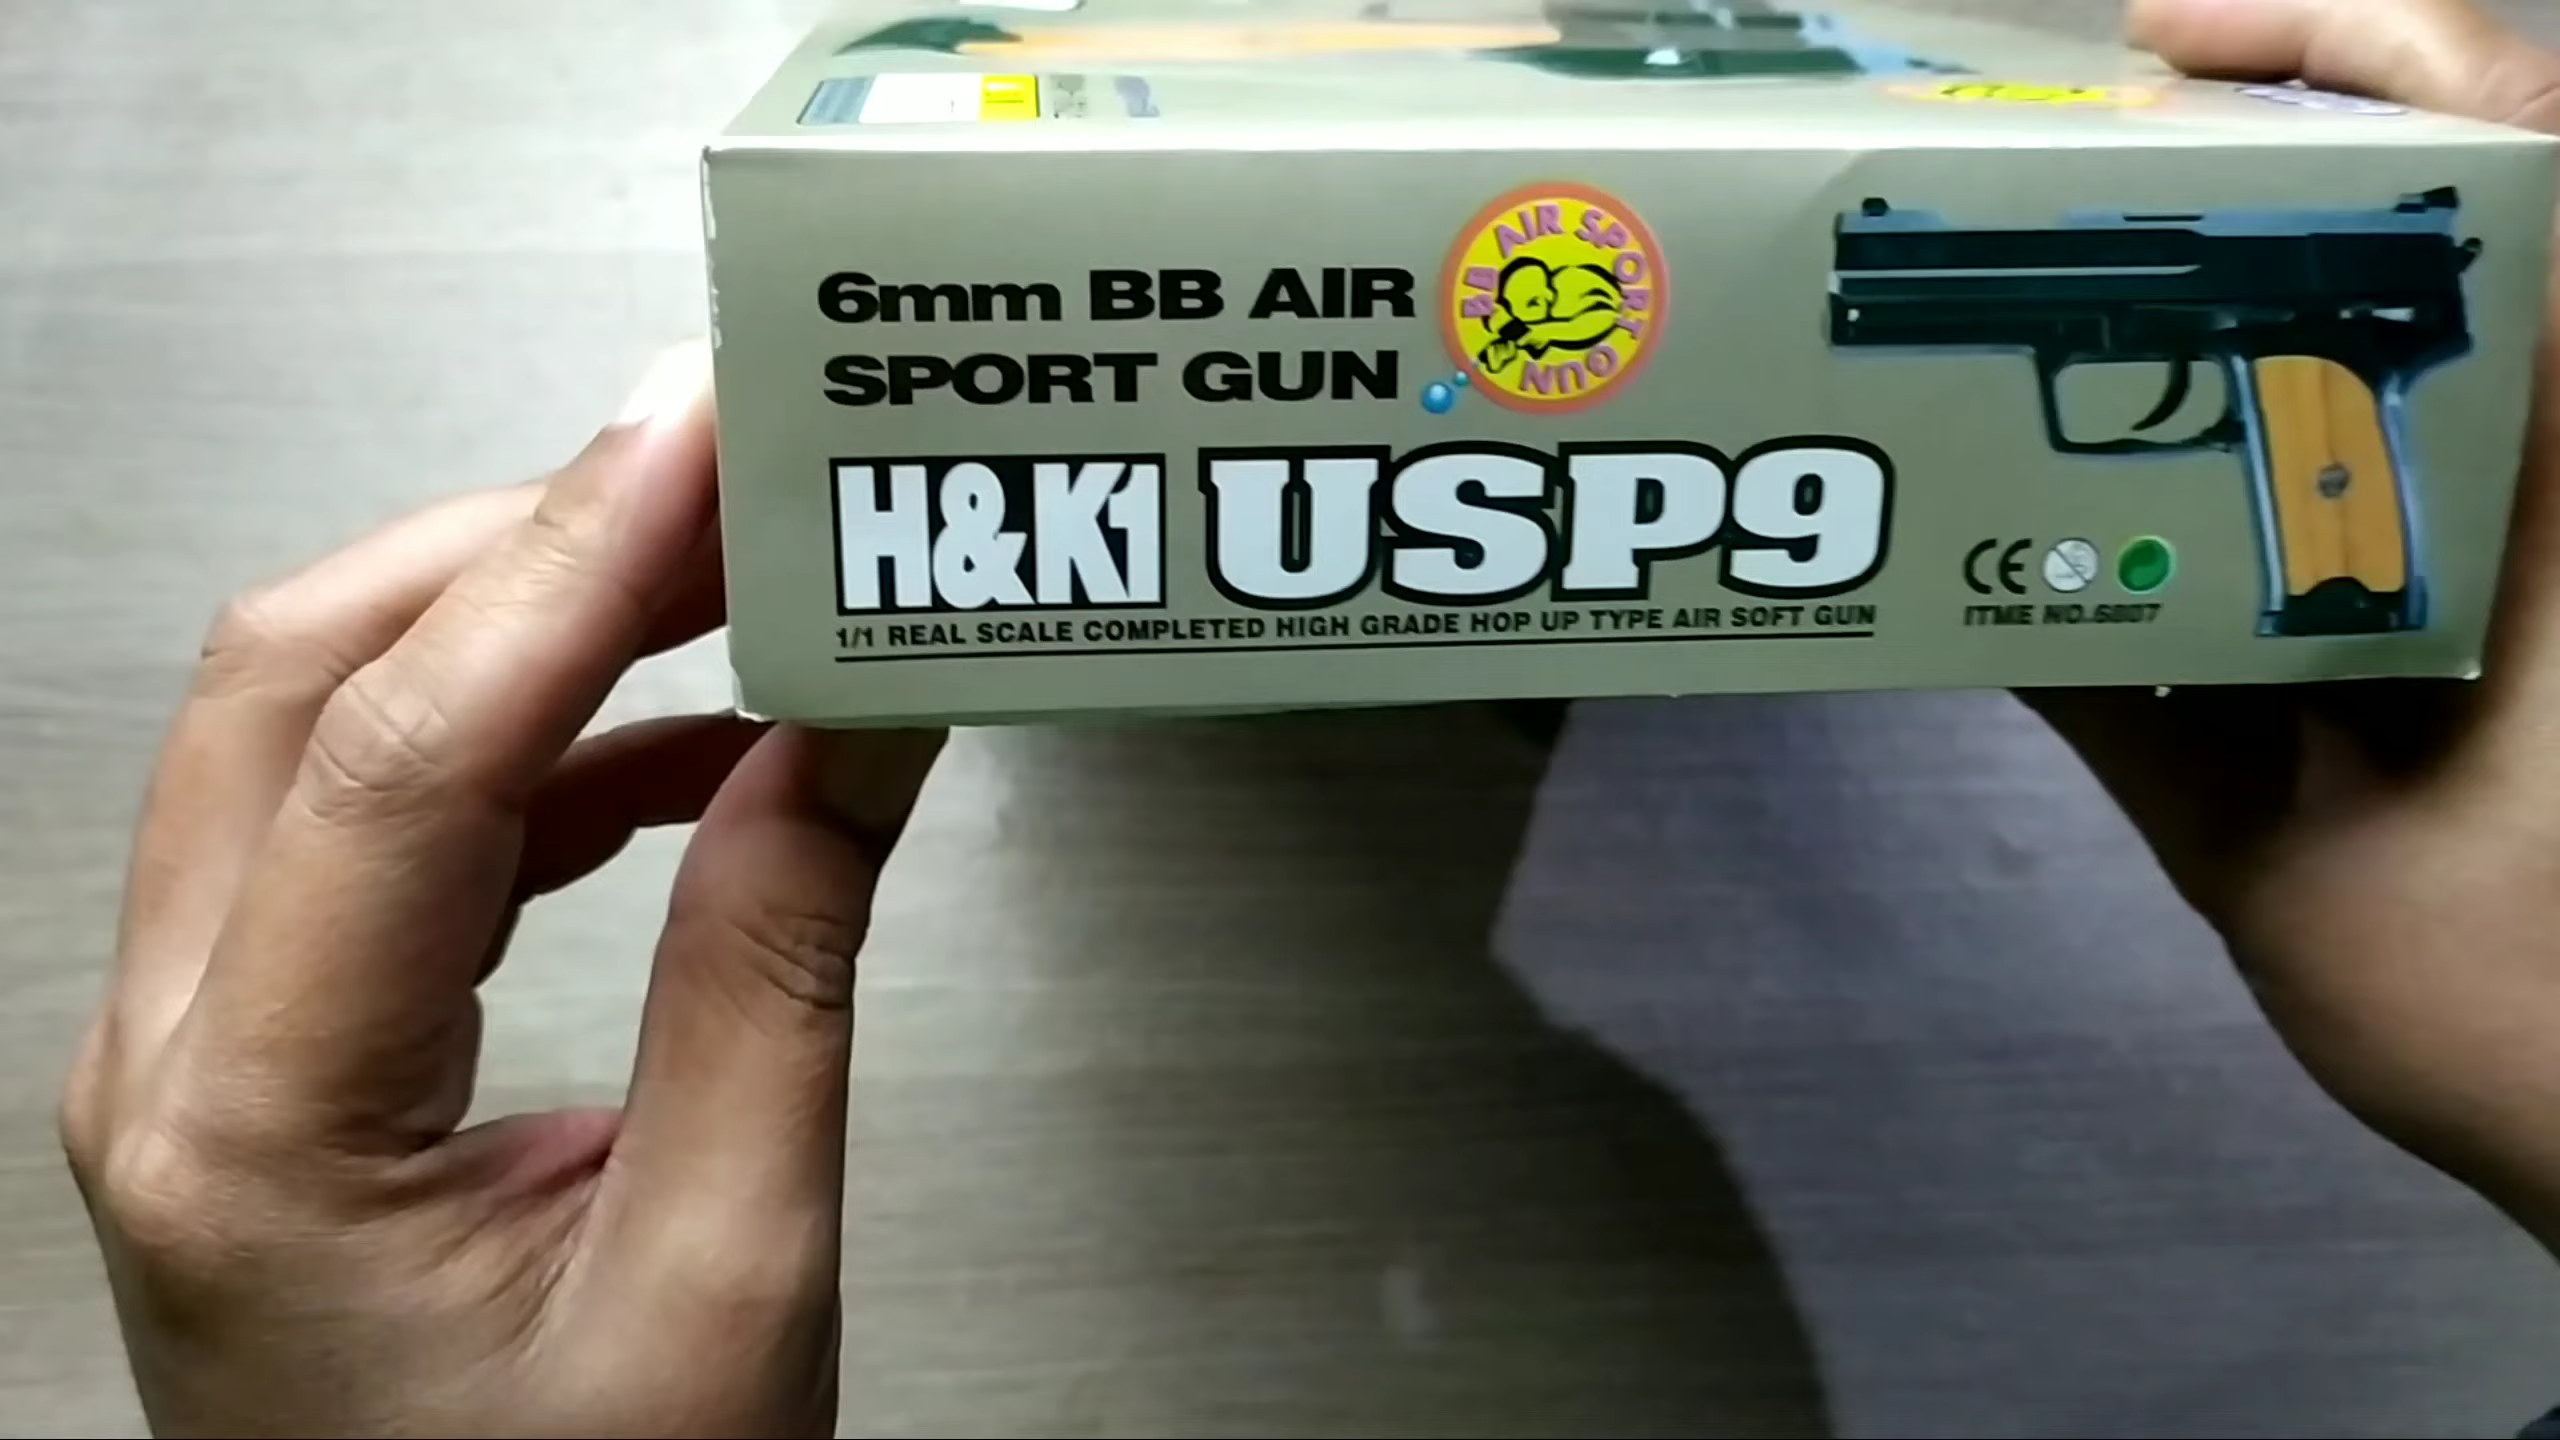 6mm BB AIR
SPORT GUN
BB AIR SPORT GUN
H&K1 USP9
1/1 REAL SCALE COMPLETED HIGH GRADE HOP UP TYPE AIR SOFT GUN
CE
ITME NO.6807